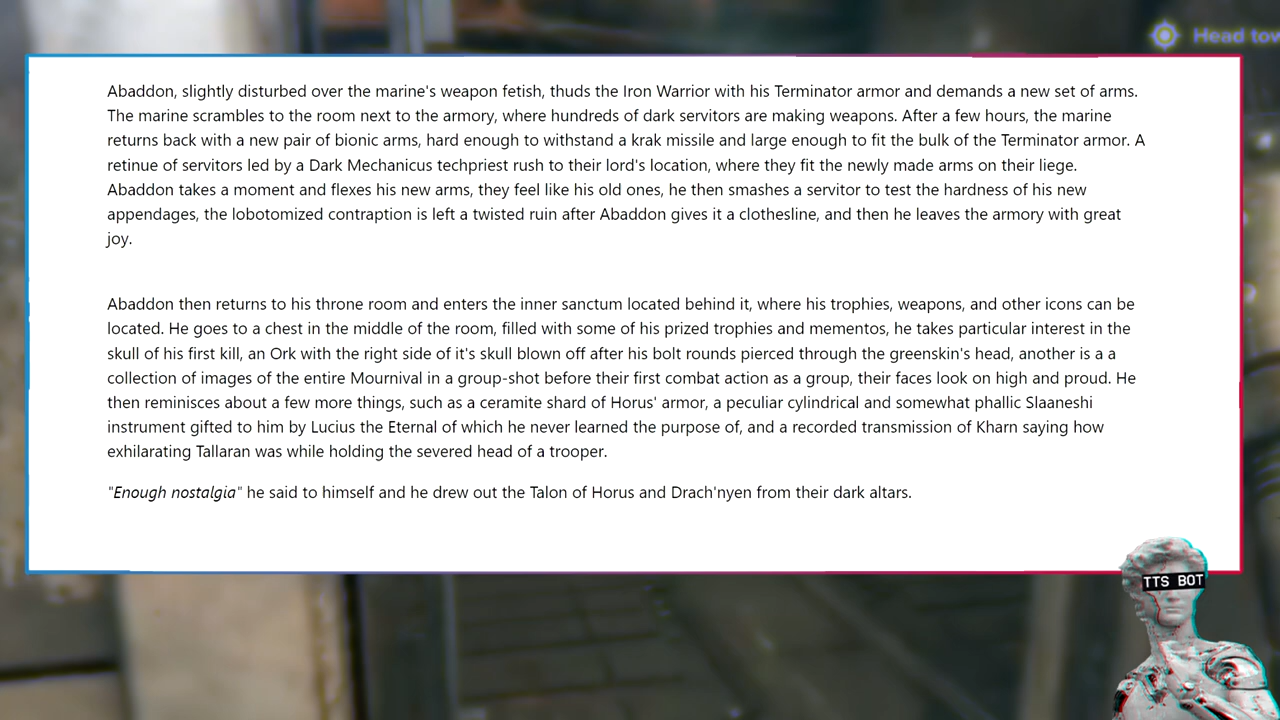 Head tow
Abaddon, slightly disturbed over the marine's weapon fetish, thuds the Iron Warrior with his Terminator armor and demands a new set of arms.
The marine scrambles to the room next to the armory, where hundreds of dark servitors are making weapons. After a few hours, the marine
returns back with a new pair of bionic arms, hard enough to withstand a krak missile and large enough to fit the bulk of the Terminator armor. A
retinue of servitors led by a Dark Mechanicus techpriest rush to their lord's location, where they fit the newly made arms on their liege.
Abaddon takes a moment and flexes his new arms, they feel like his old ones, he then smashes a servitor to test the hardness of his new
appendages, the lobotomized contraption is left a twisted ruin after Abaddon gives it a clothesline, and then he leaves the armory with great
joy.
Abaddon then returns to his throne room and enters the inner sanctum located behind it, where his trophies, weapons, and other icons can be
located. He goes to a chest in the middle of the room, filled with some of his prized trophies and mementos, he takes particular interest in the
skull of his first kill, an Ork with the right side of it's skull blown off after his bolt rounds pierced through the greenskin's head, another is a a
collection of images of the entire Mournival in a group-shot before their first combat action as a group, their faces look on high and proud. He
then reminisces about a few more things, such as a ceramite shard of Horus' armor, a peculiar cylindrical and somewhat phallic Slaaneshi
instrument gifted to him by Lucius the Eternal of which he never learned the purpose of, and a recorded transmission of Kharn saying how
exhilarating Tallaran was while holding the severed head of a trooper.
"Enough nostalgia" he said to himself and he drew out the Talon of Horus and Drach'nyen from their dark altars.
TTS BOT